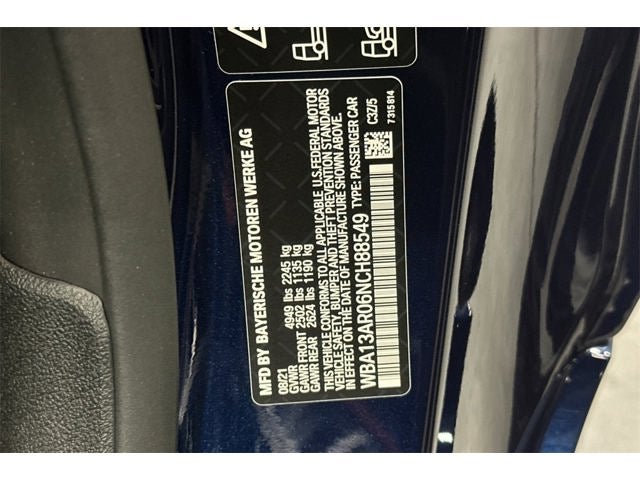 MFD BY BAYERISCHE MOTOREN WERKE AG
08/21
GVWR 4949 lbs 2245 kg
GAWR FRONT 2502 lbs 1135 kg
GAWR REAR 2624 lbs 1190 kg
THIS VEHICLE CONFORMS TO ALL APPLICABLE U.S.FEDERAL MOTOR
VEHICLE SAFETY, BUMPER AND THEFT PREVENTION STANDARDS
IN EFFECT ON THE DATE OF MANUFACTURE SHOWN ABOVE.
TYPE: PASSENGER CAR
WBA13AR06NCH88549
C3Z/5
7315814